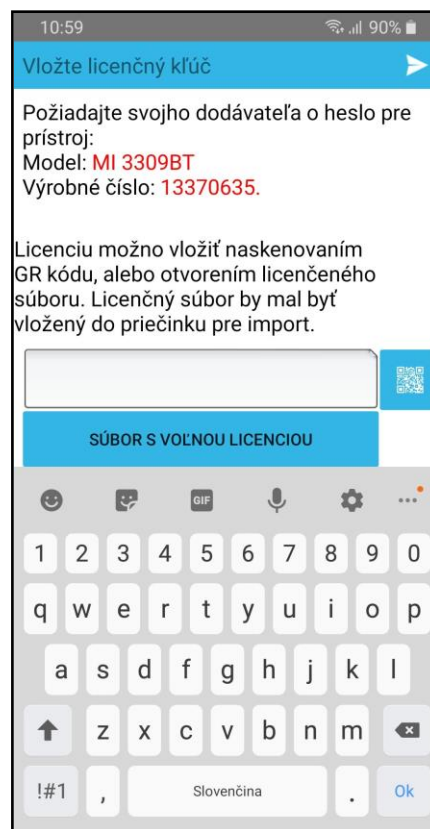 10:59 90%
Vložte licenčný kľúč
Požiadajte svojho dodávateľa o heslo pre
prístroj:
Model: MI 3309BT
Výrobné číslo: 13370635.
Licenciu možno vložiť naskenovaním
GR kódu, alebo otvorením licenčeného
súboru. Licenčný súbor by mal byť
vložený do priečinku pre import.
SÚBOR S VOĽNOU LICENCIOU
GIF
1 2 3 4 5 6 7 8 9 0
q w e r t y u i o p
a s d f g h j k l
z x c v b n m
!#1 , Slovenčina . Ok